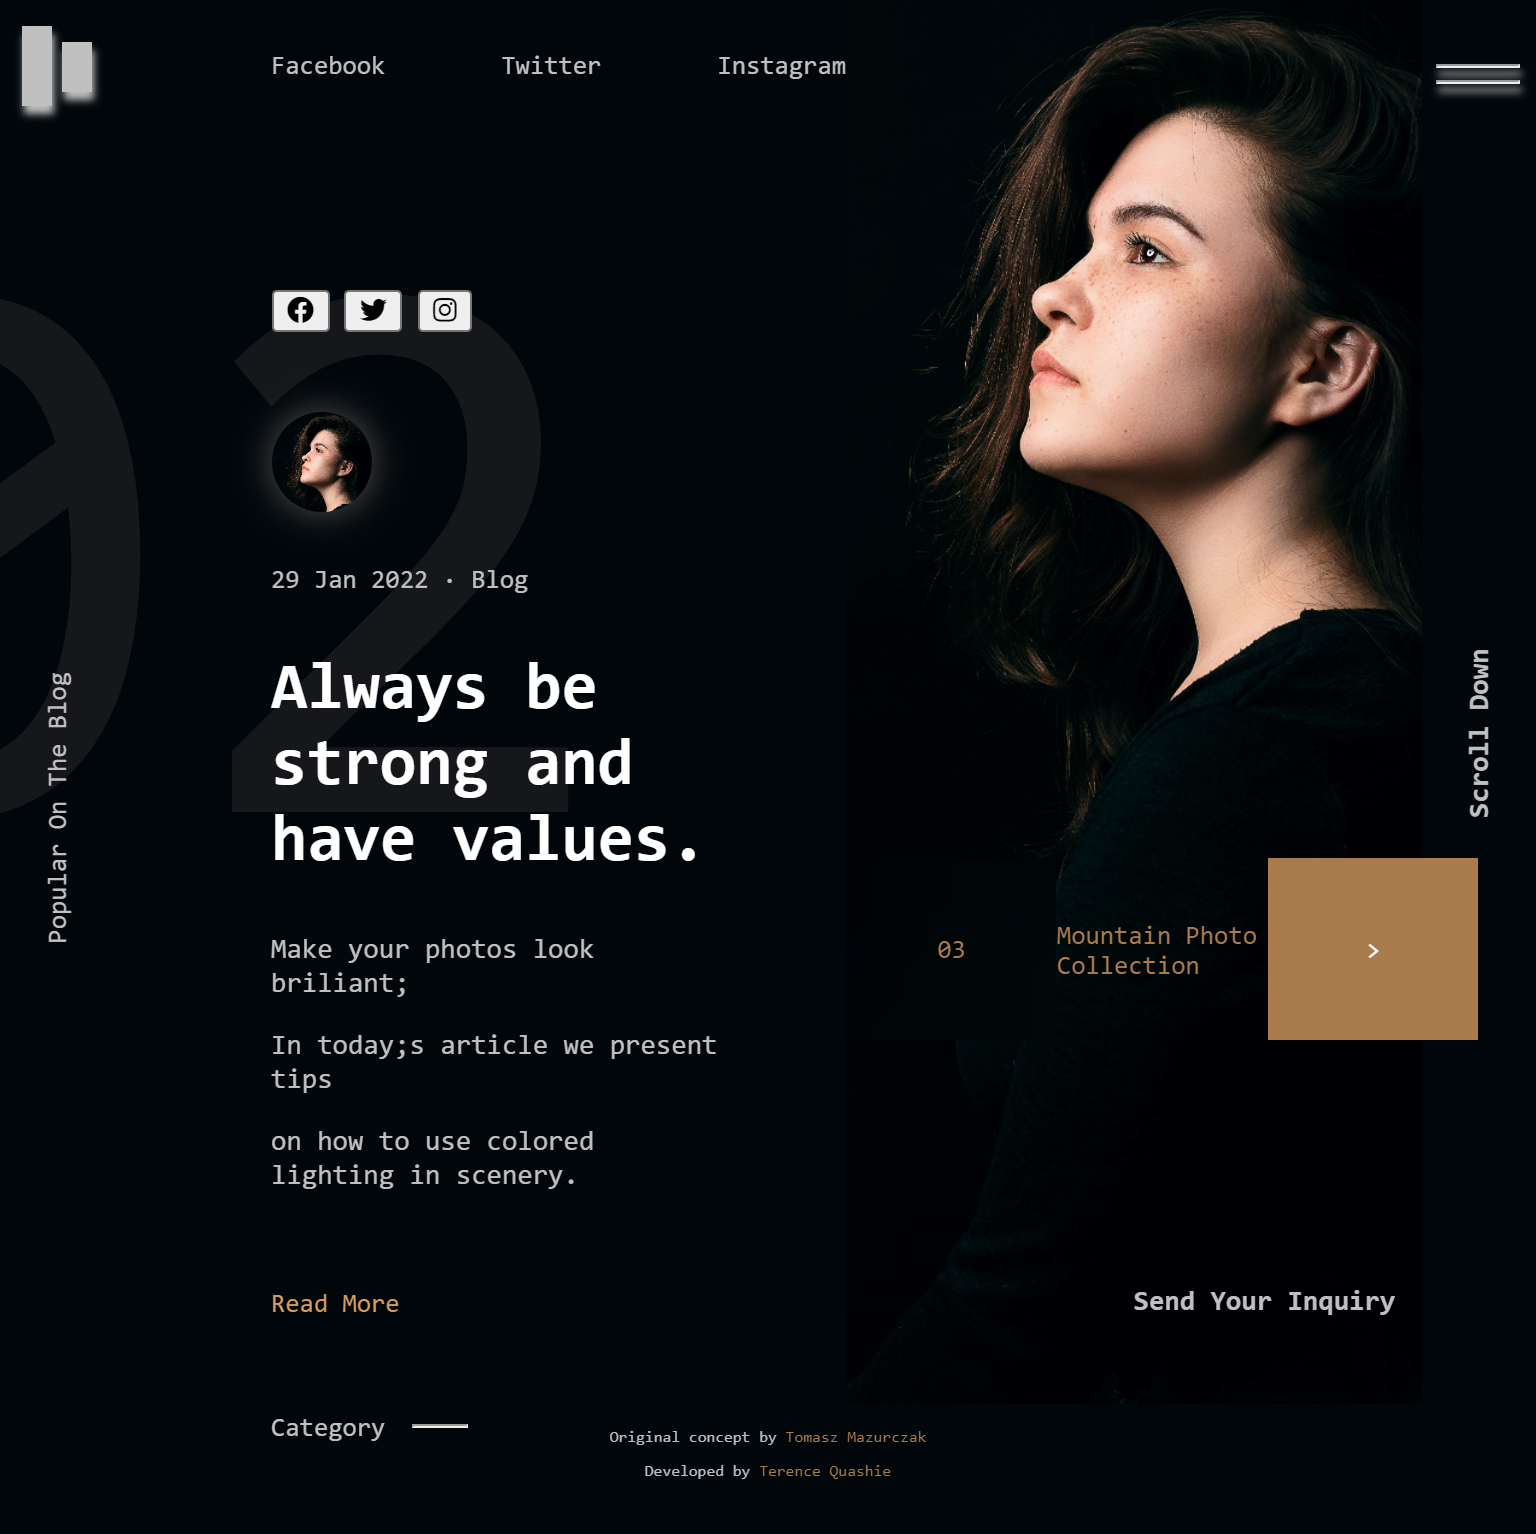 Facebook
Twitter
Instagram
02
29 Jan 2022 · Blog
Always be
strong and
have values.
Popular On The Blog
Scroll Down
Make your photos look
briliant;
In today;s article we present
tips
on how to use colored
lighting in scenery.
03
Mountain Photo
Collection
>
Read More
Send Your Inquiry
Category
Original concept by Tomasz Mazurczak
Developed by Terence Quashie